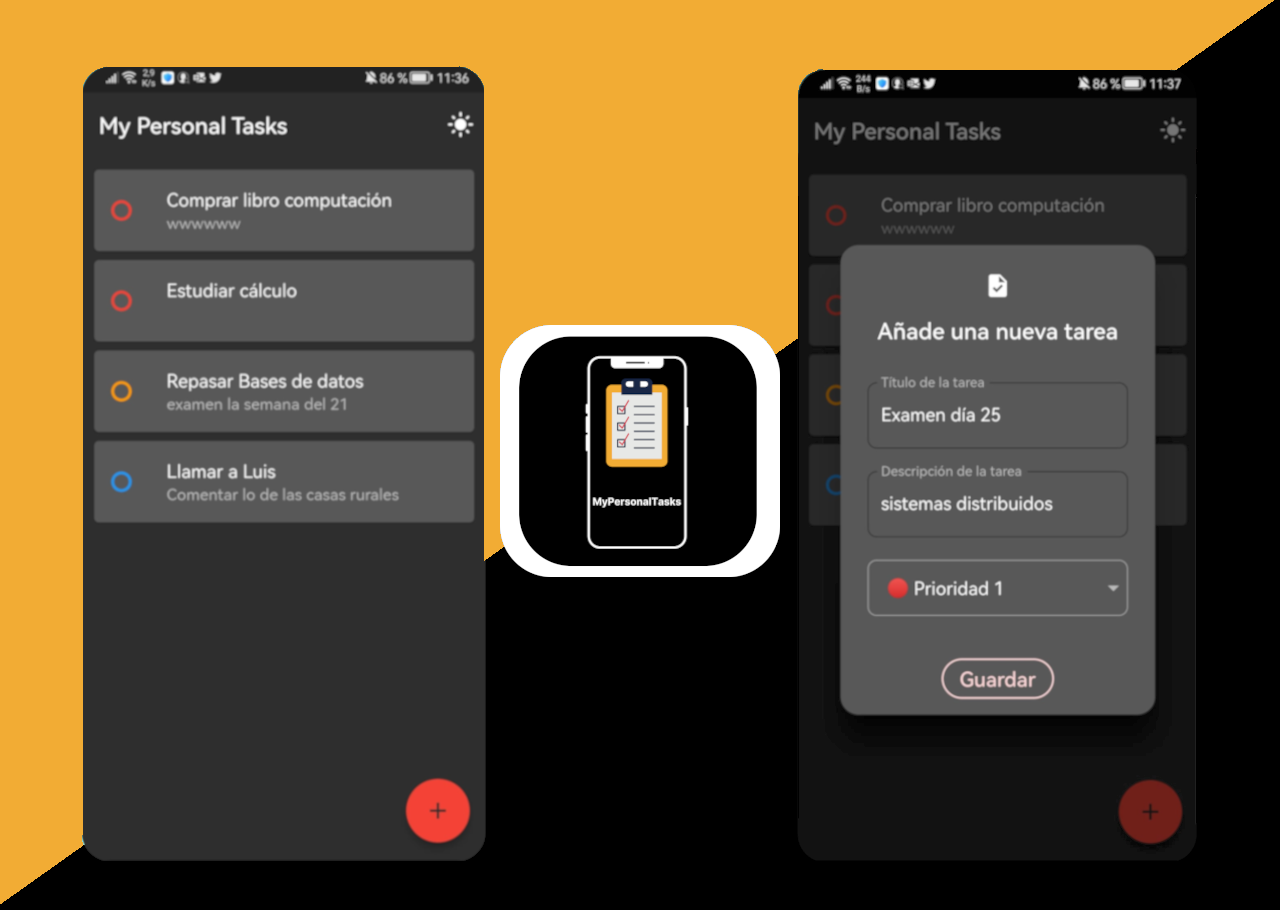 2,9
K/s
86 %
11:36
My Personal Tasks
Comprar libro computación
wwwwww
Estudiar cálculo
Repasar Bases de datos
examen la semana del 21
Llamar a Luis
Comentar lo de las casas rurales
+
MyPersonalTasks
244
B/s
86 %
11:37
My Personal Tasks
Comprar libro computación
wwwwww
Añade una nueva tarea
Título de la tarea
Examen día 25
Descripción de la tarea
sistemas distribuidos
Prioridad 1
Guardar
+